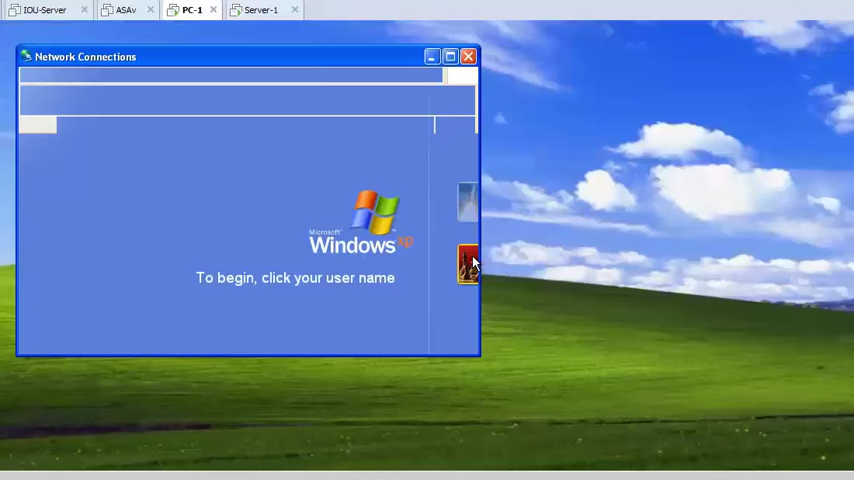 IOU-Server
ASAv
PC-1
Server-1
Network Connections
Microsoft
Windows xp
To begin, click your user name